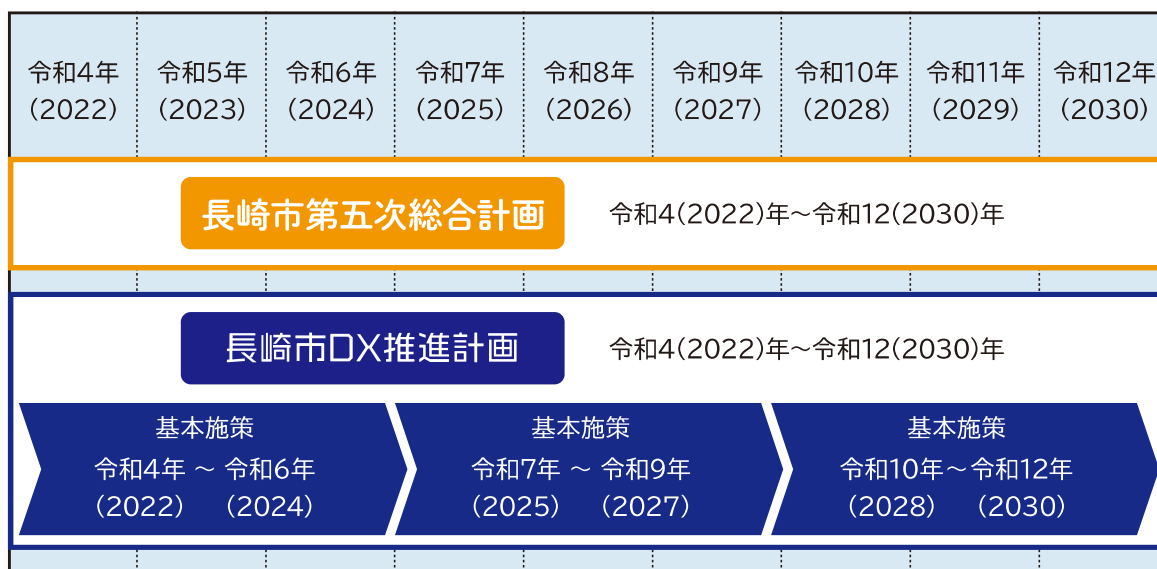 令和4年 令和5年 令和6年 令和7年 令和8年 令和9年 令和10年 令和11年 令和12年
(2022) (2023) (2024) (2025) (2026) (2027) (2028) (2029) (2030)
長崎市第五次総合計画 令和4(2022)年～令和12(2030)年
長崎市DX推進計画 令和4(2022)年～令和12(2030)年
基本施策 基本施策 基本施策
令和4年 ～ 令和6年 令和7年 ～ 令和9年 令和10年～令和12年
(2022) (2024) (2025) (2027) (2028) (2030)